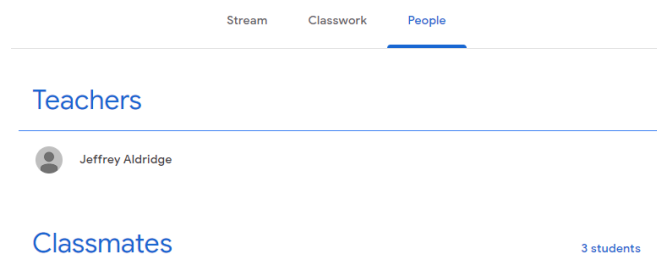 Stream Classwork People
Teachers
Jeffrey Aldridge
Classmates 3 students